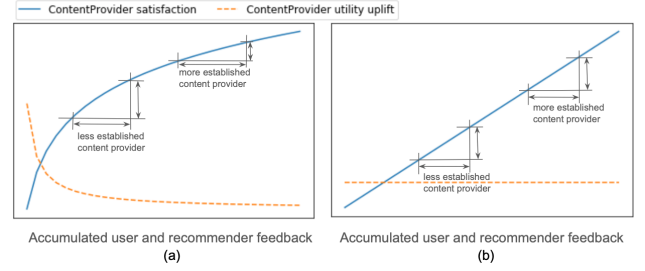 ContentProvider satisfaction
ContentProvider utility uplift
more established
content provider
less established
content provider
more established
content provider
less established
content provider
Accumulated user and recommender feedback
(a)
Accumulated user and recommender feedback
(b)